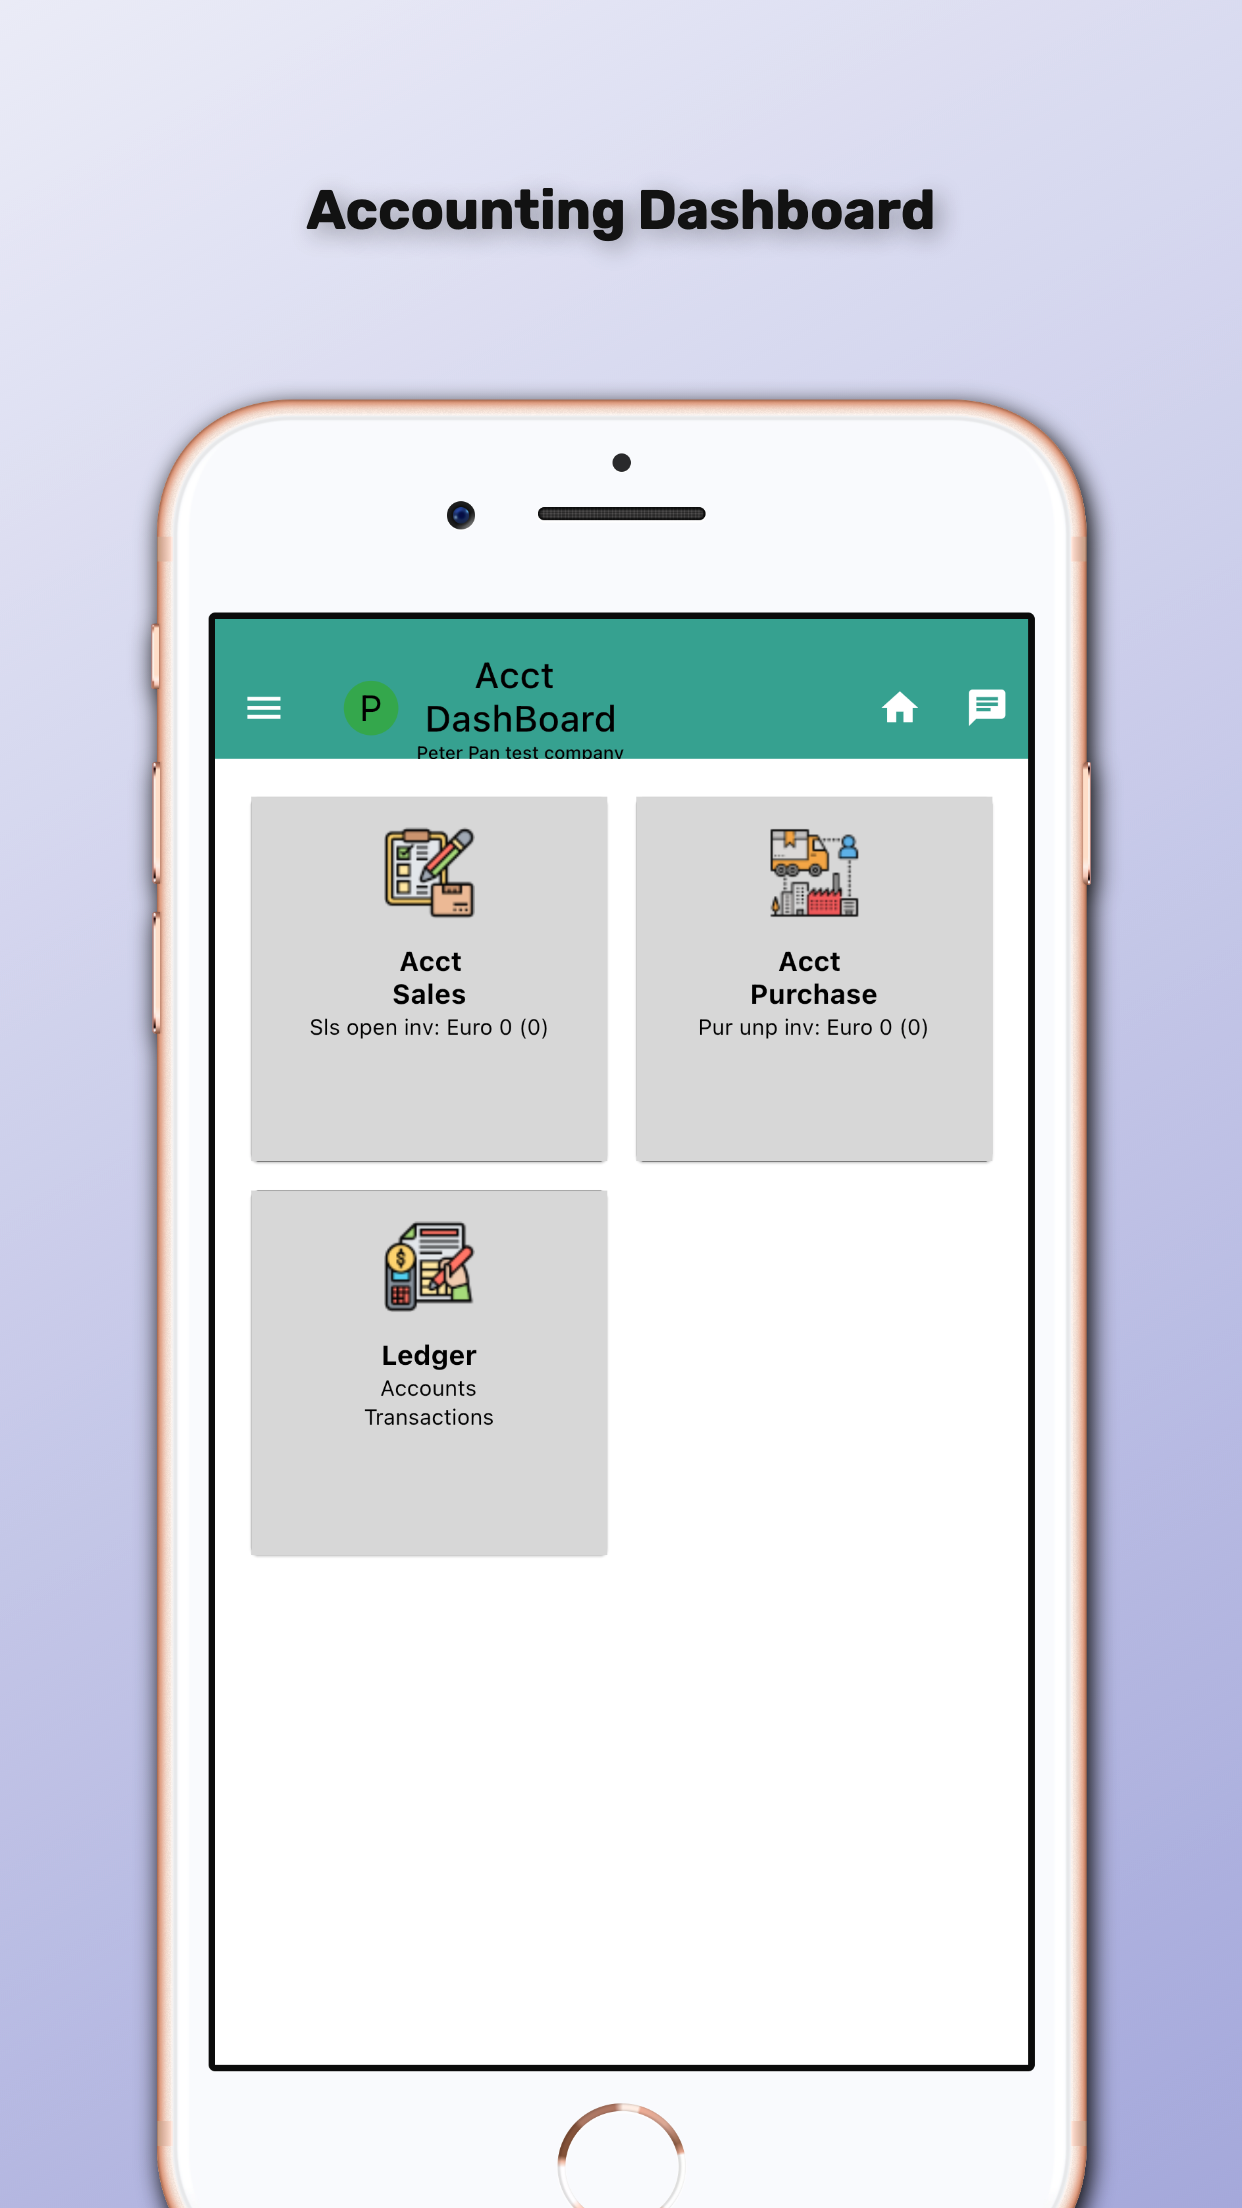 Accounting Dashboard
P
Acct
DashBoard
Peter Pan test company
Acct
Sales
Sls open inv: Euro 0 (0)
Acct
Purchase
Pur unp inv: Euro 0 (0)
Ledger
Accounts
Transactions